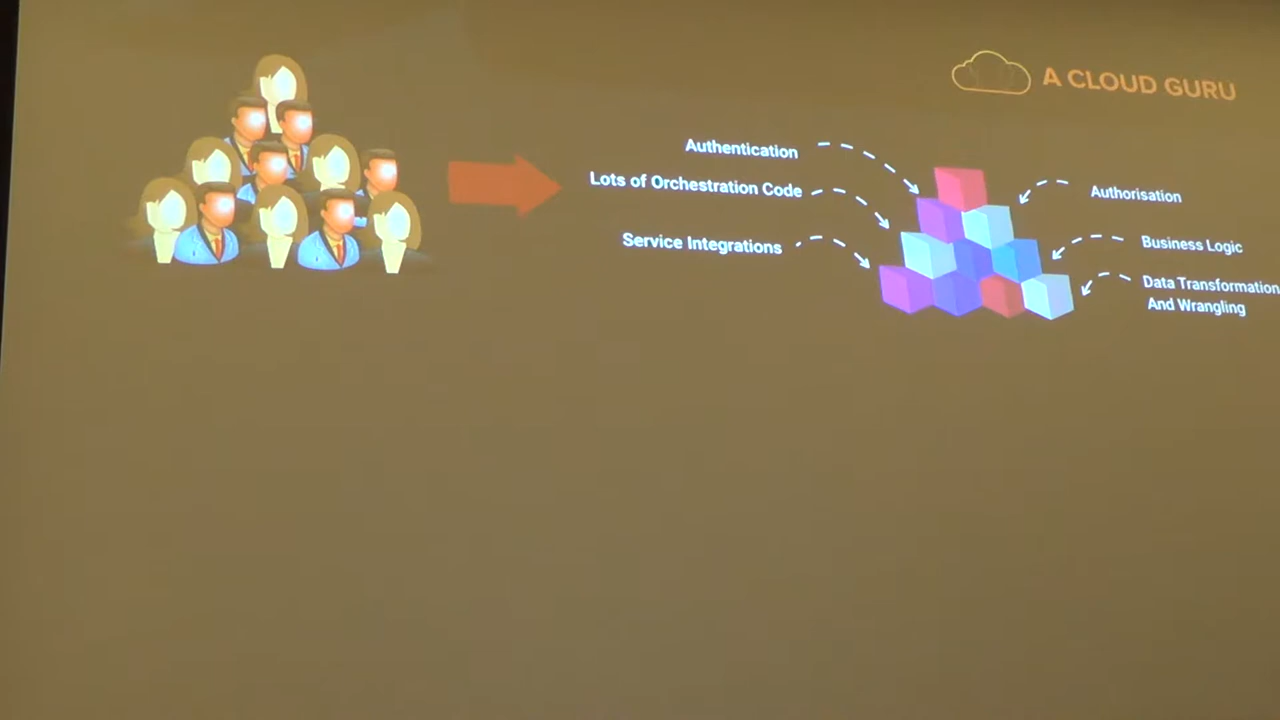 A CLOUD GURU
Authentication
Lots of Orchestration Code
Service Integrations
Authorisation
Business Logic
Data Transformation
And Wrangling